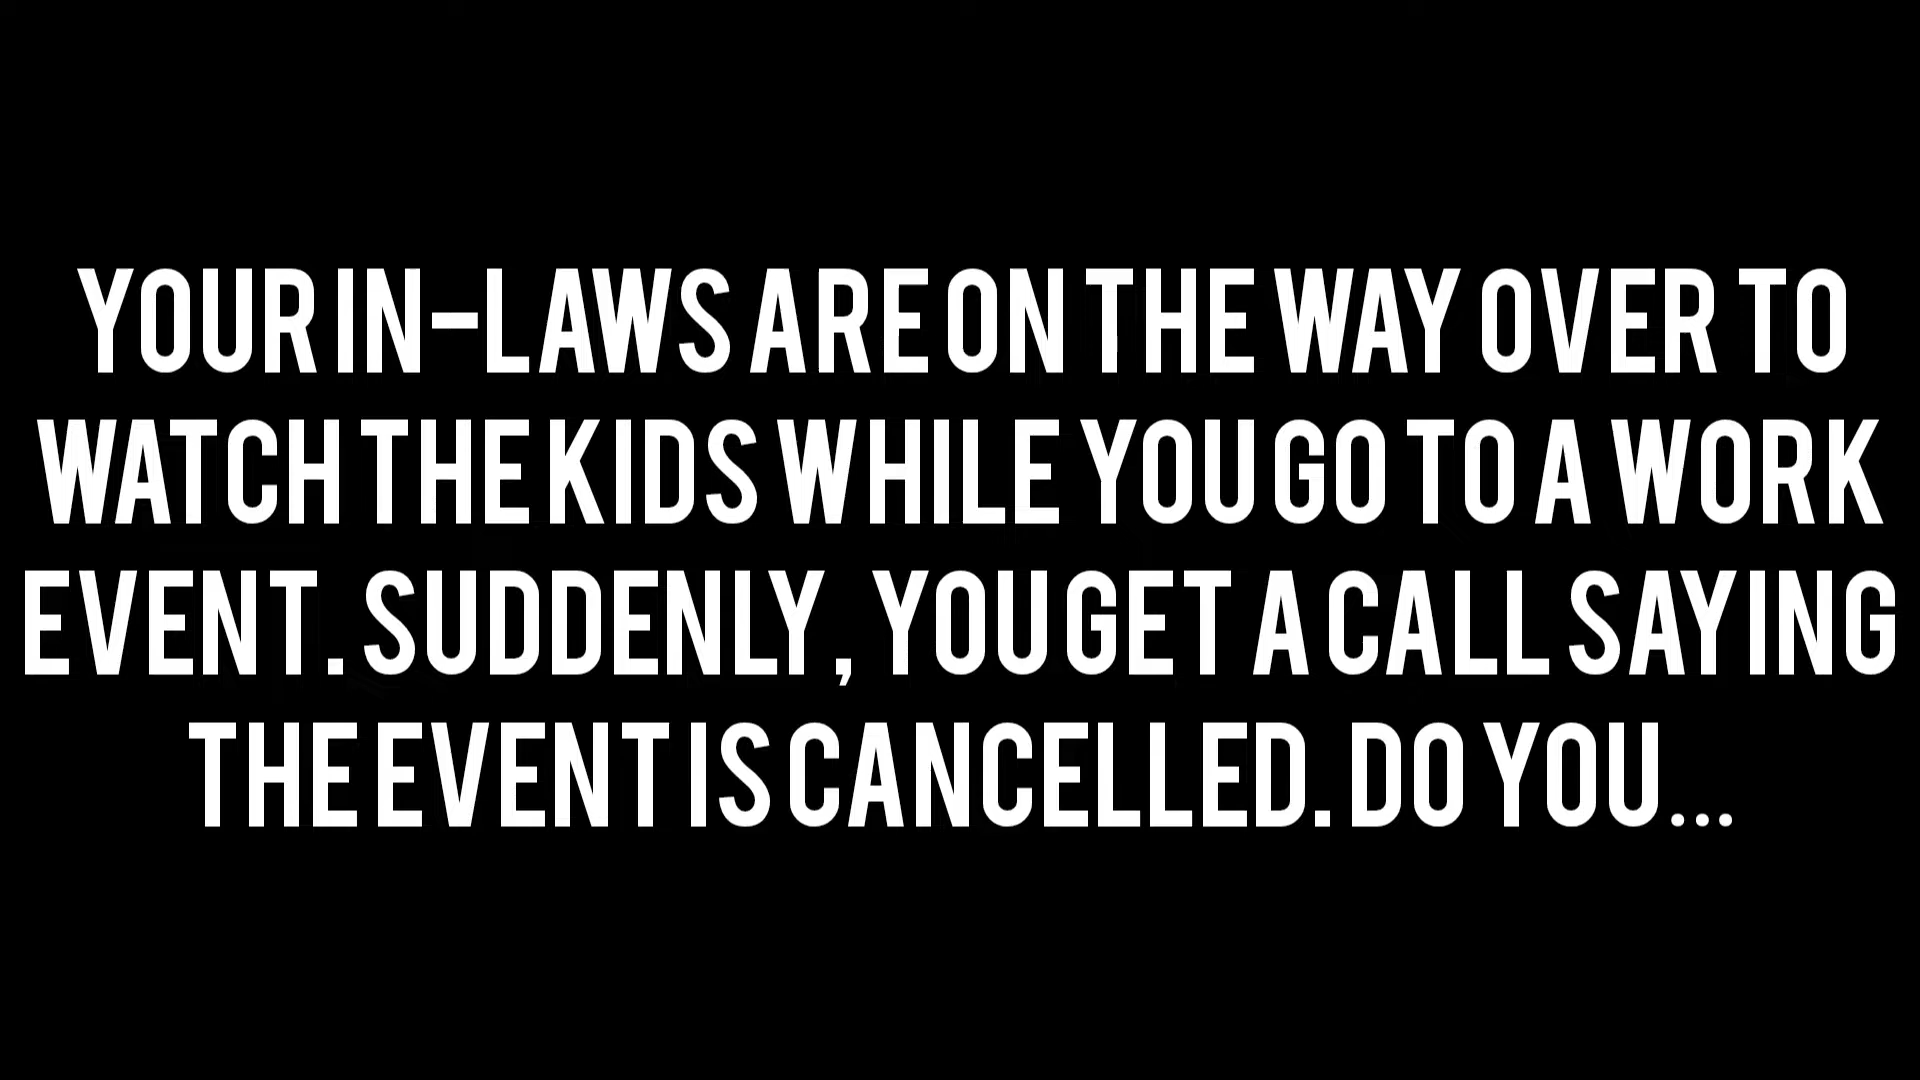 YOUR IN-LAWS ARE ON THE WAY OVER TO
WATCH THE KIDS WHILE YOU GO TO A WORK
EVENT. SUDDENLY, YOU GET A CALL SAYING
THE EVENT IS CANCELLED. DO YOU...